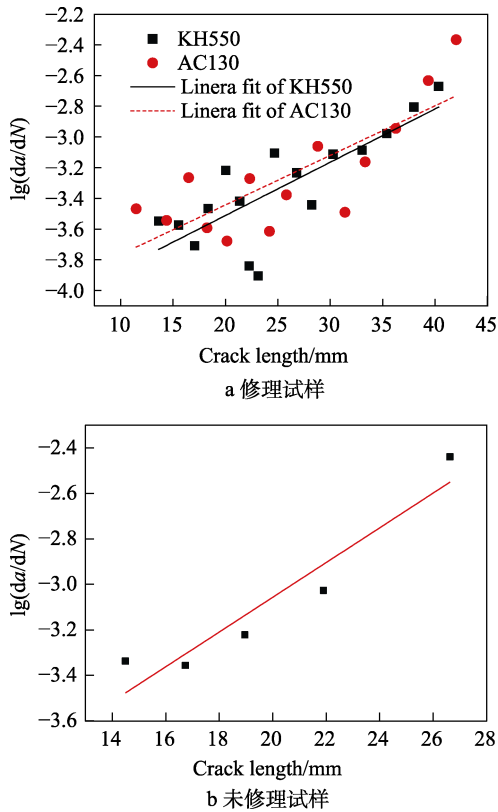 −2.2
−2.4
−2.6
−2.8
−3.0
−3.2
−3.4
−3.6
−3.8
−4.0
lg(da/dN)
KH550
AC130
Linera fit of KH550
Linera fit of AC130
10 15 20 25 30 35 40 45
Crack length/mm
a 修理试样
−2.4
−2.6
−2.8
−3.0
−3.2
−3.4
−3.6
lg(da/dN)
14 16 18 20 22 24 26 28
Crack length/mm
b 未修理试样